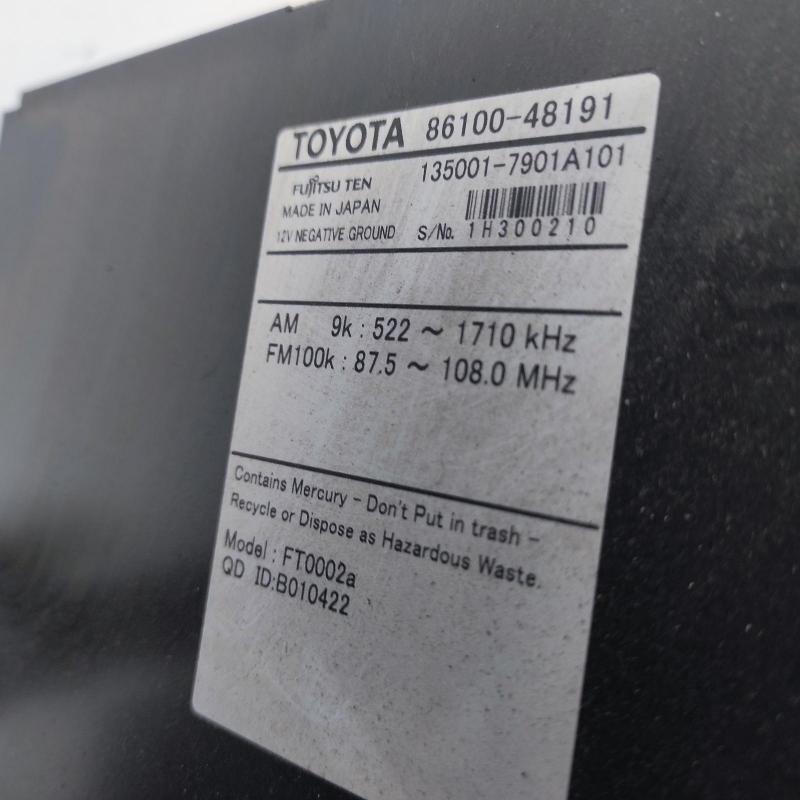 TOYOTA 86100-48191
FUJITSU TEN 135001-7901A101
MADE IN JAPAN
12V NEGATIVE GROUND S/No. 1H300210
AM 9k : 522 ~ 1710 kHz
FM100k : 87.5 ~ 108.0 MHz
Contains Mercury - Don't Put in trash -
Recycle or Dispose as Hazardous Waste.
Model : FT0002a
QD ID:B010422